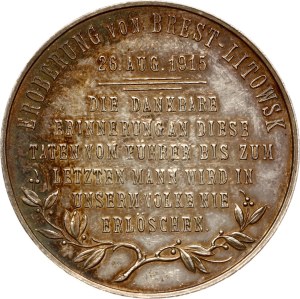 EROBERUNG VON BREST-LITOWSK
26. AUG. 1915
DIE DANKBARE
ERINNERUNG AN DIESE
TATEN VON FÜHRER BIS ZUM
LETZTEN MANN WIRD IN
UNSERM VOLKE NIE
ERLÖSCHEN.